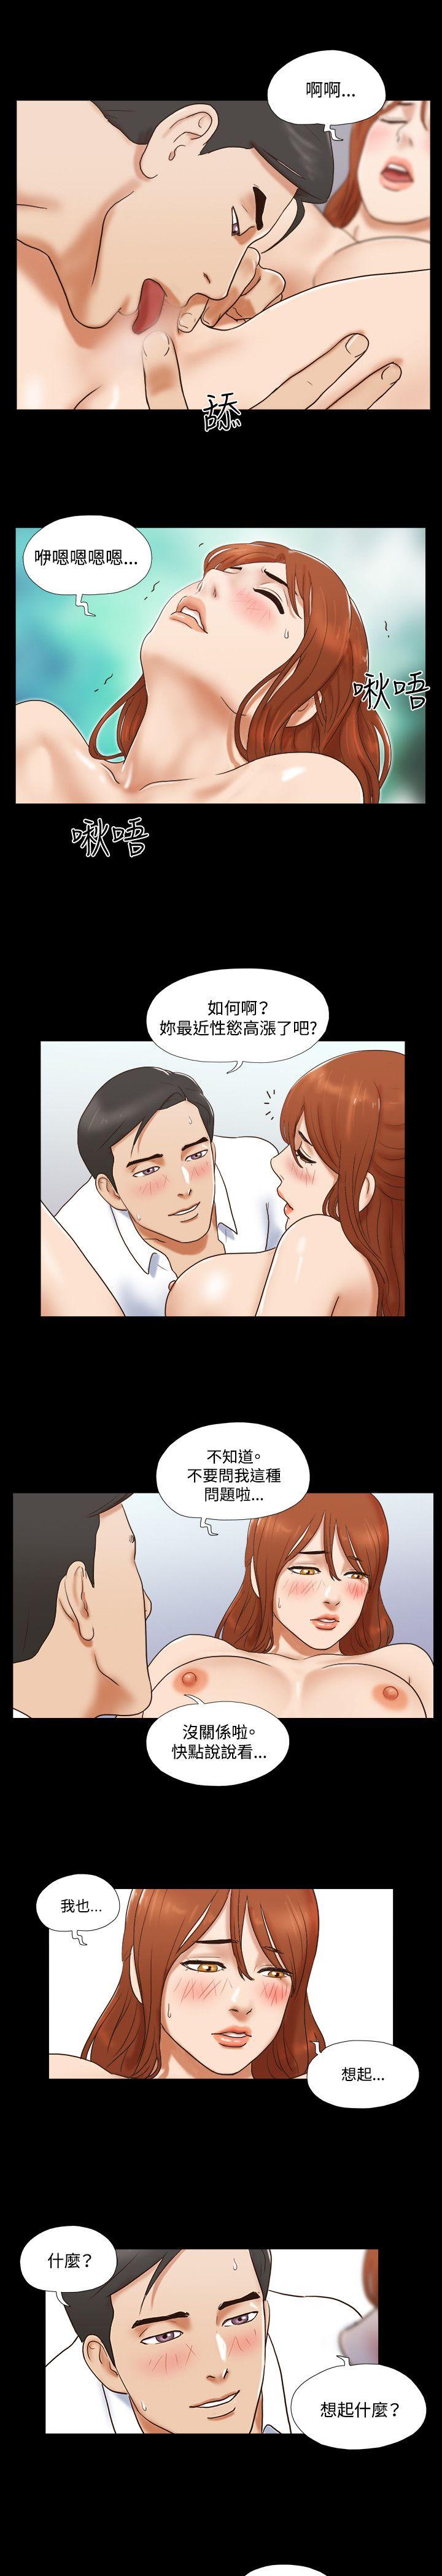 啊啊...
舔
咿嗯嗯嗯嗯...
啾唔
啾唔
如何啊?
妳最近性慾高漲了吧?
不知道。
不要問我這種
問題啦...
沒關係啦。
快點說說看...
我也...
想起...
什麼?
想起什麼?